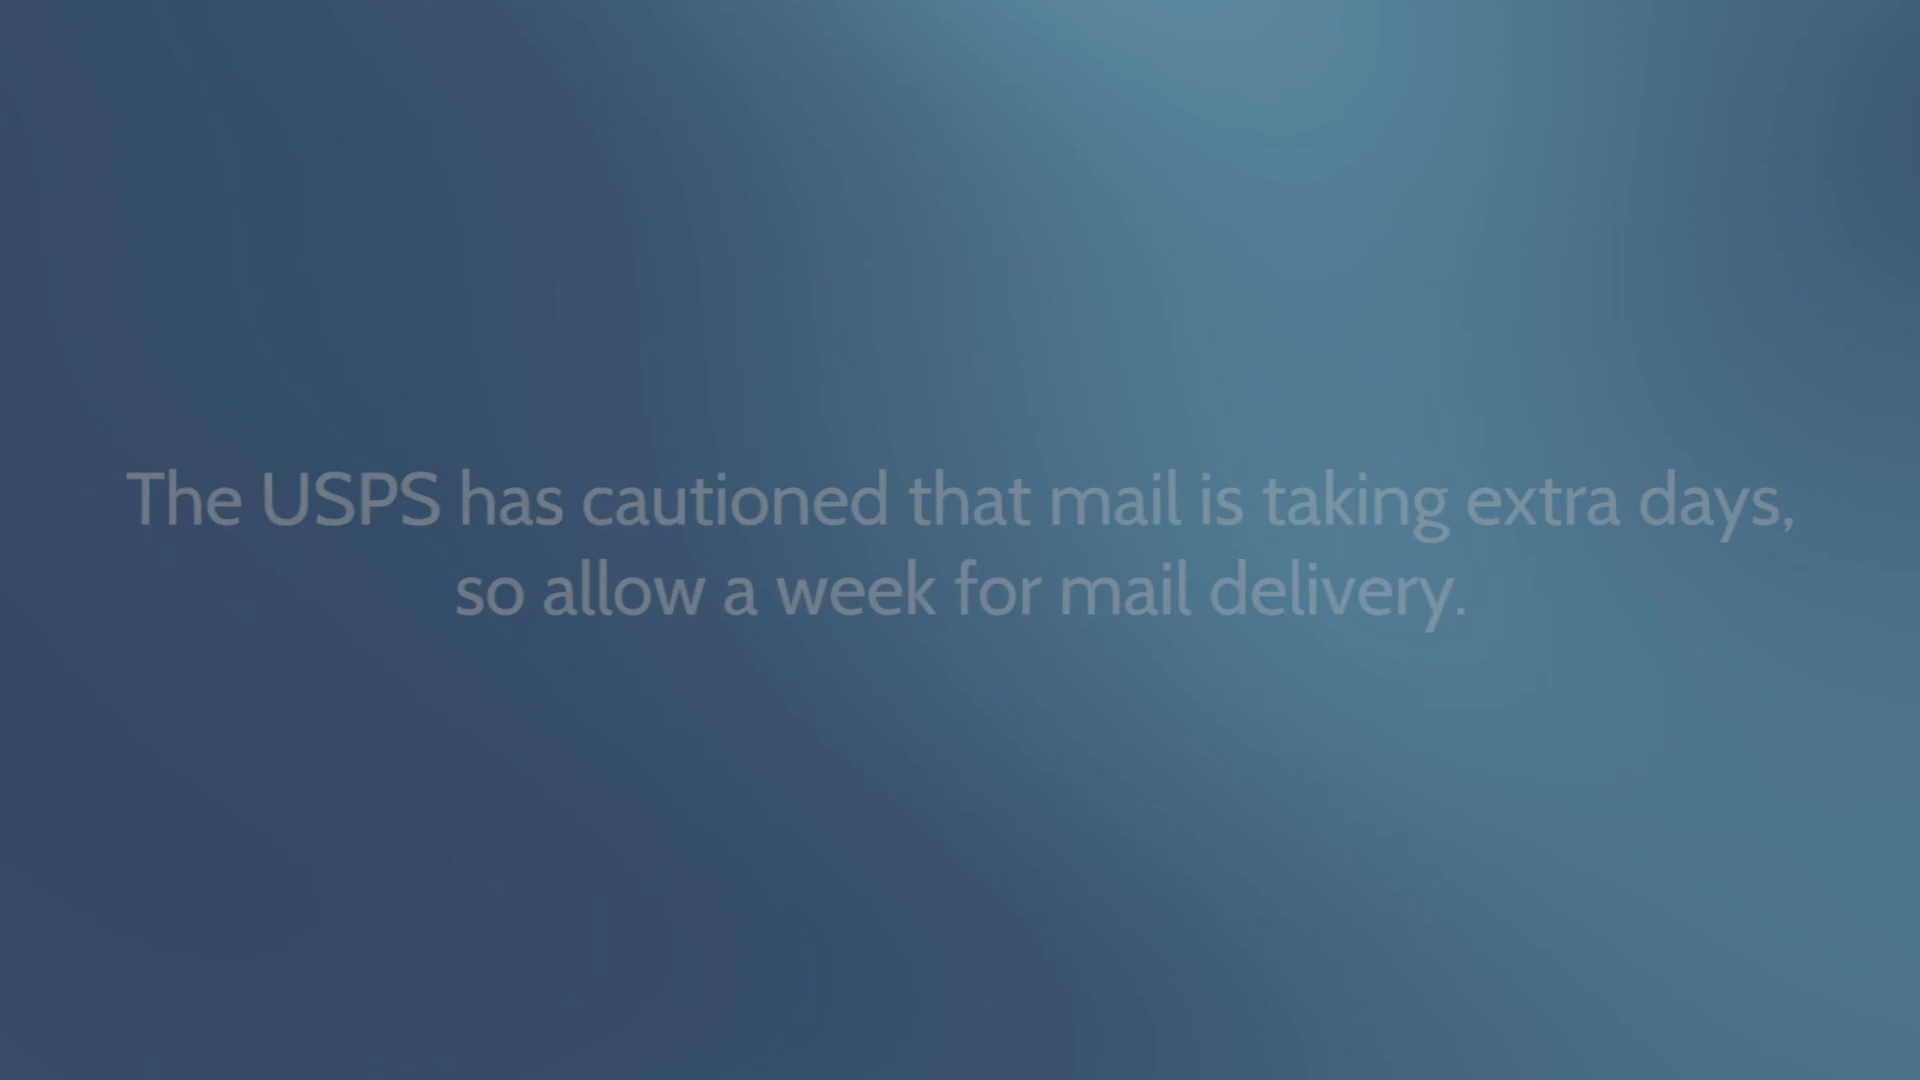 The USPS has cautioned that mail is taking extra days,
so allow a week for mail delivery.